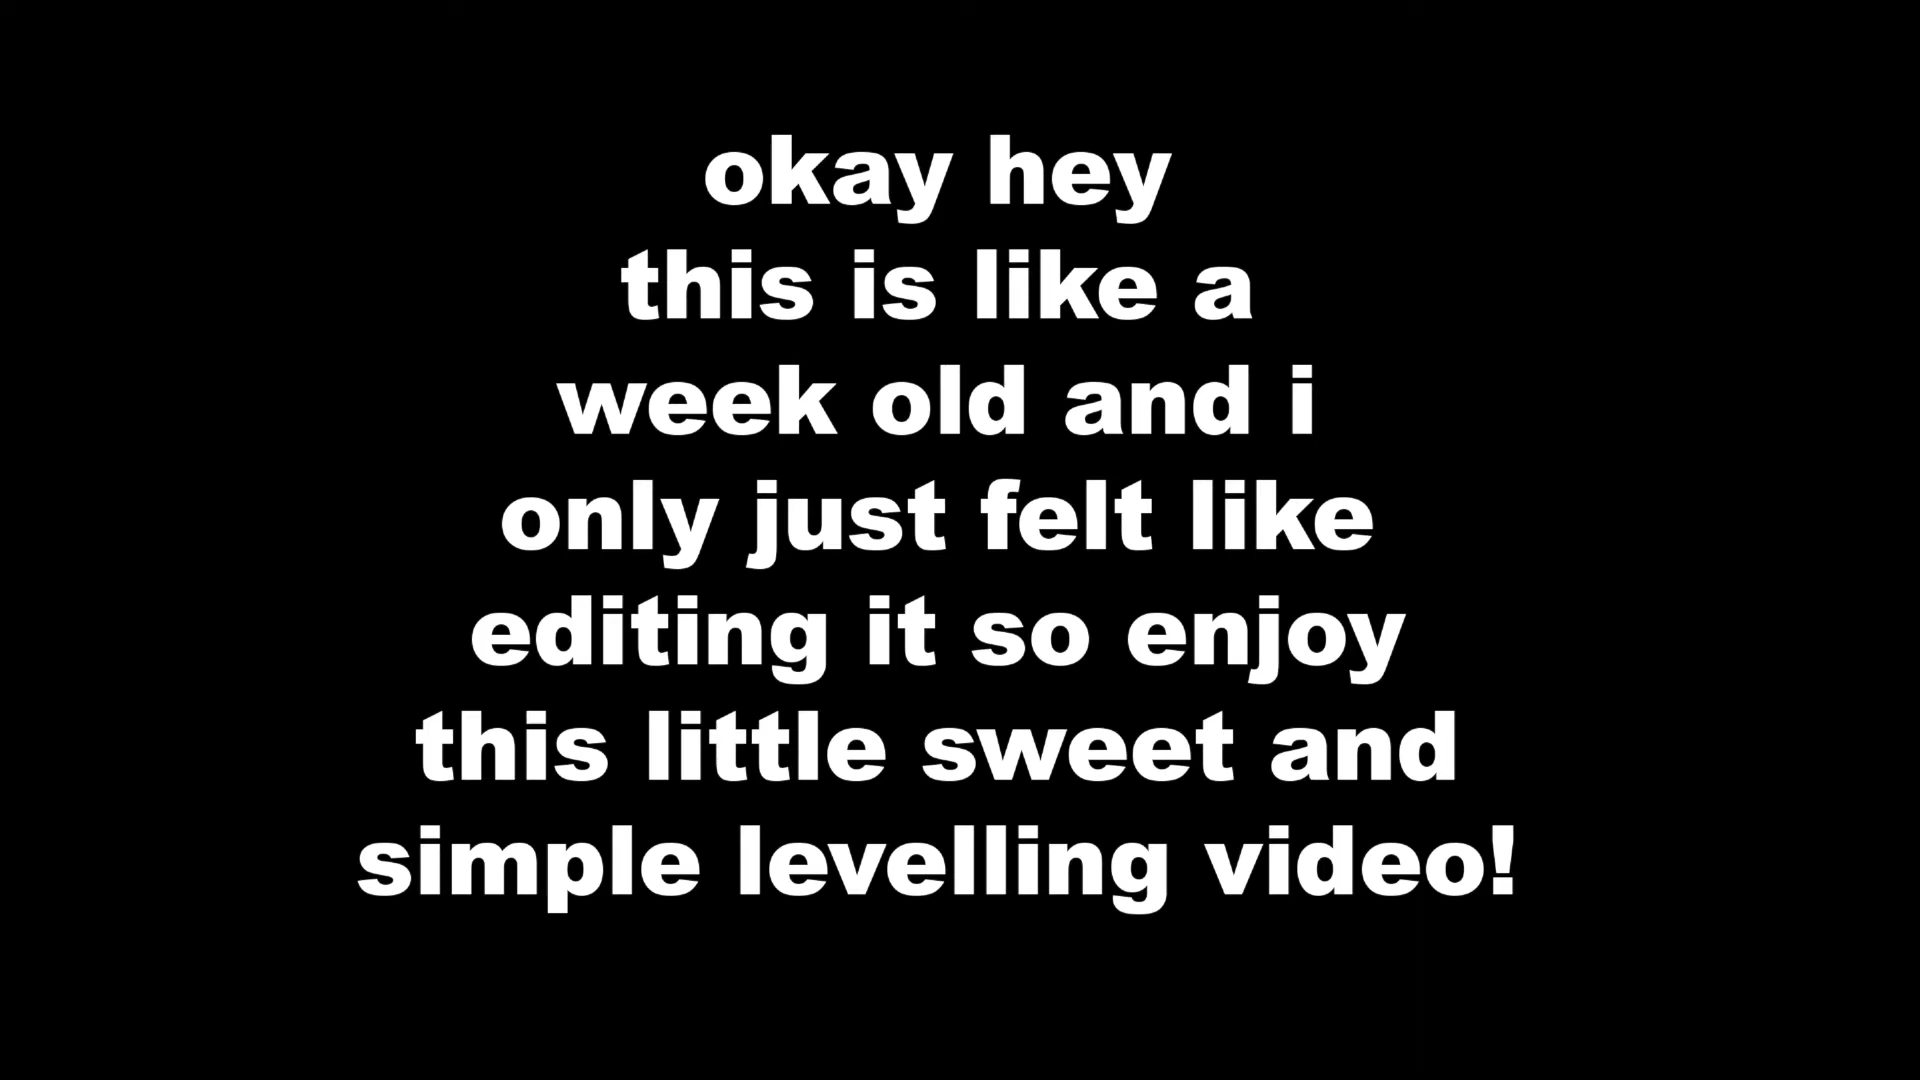 okay hey
this is like a
week old and i
only just felt like
editing it so enjoy
this little sweet and
simple levelling video!